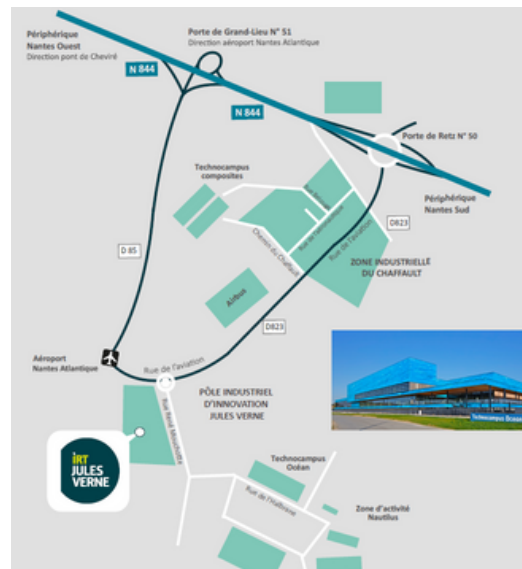 Périphérique
Nantes Ouest
Direction pont de Cheviré
Porte de Grand-Lieu N° 51
Direction aéroport Nantes Atlantique
N 844
N 844
Porte de Retz N° 50
Technocampus
composites
Périphérique
Nantes Sud
D823
Rue de l'aviation
Chemin du Chaffault
D 85
ZONE INDUSTRIELLE
DU CHAFFAULT
Airbus
D823
Aéroport
Nantes Atlantique
Rue de l'aviation
PÔLE INDUSTRIEL
D'INNOVATION
JULES VERNE
Technocampus Océan
iRT
JULES
VERNE
Technocampus
Océan
Rue de l'Halbrane
Zone d'activité
Nautilus